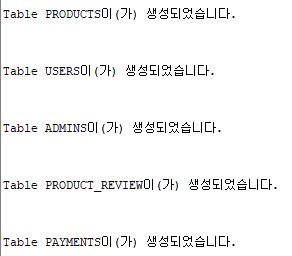 Table PRODUCTS이(가) 생성되었습니다.
Table USERS이(가) 생성되었습니다.
Table ADMINS이(가) 생성되었습니다.
Table PRODUCT_REVIEW이(가) 생성되었습니다.
Table PAYMENTS이(가) 생성되었습니다.